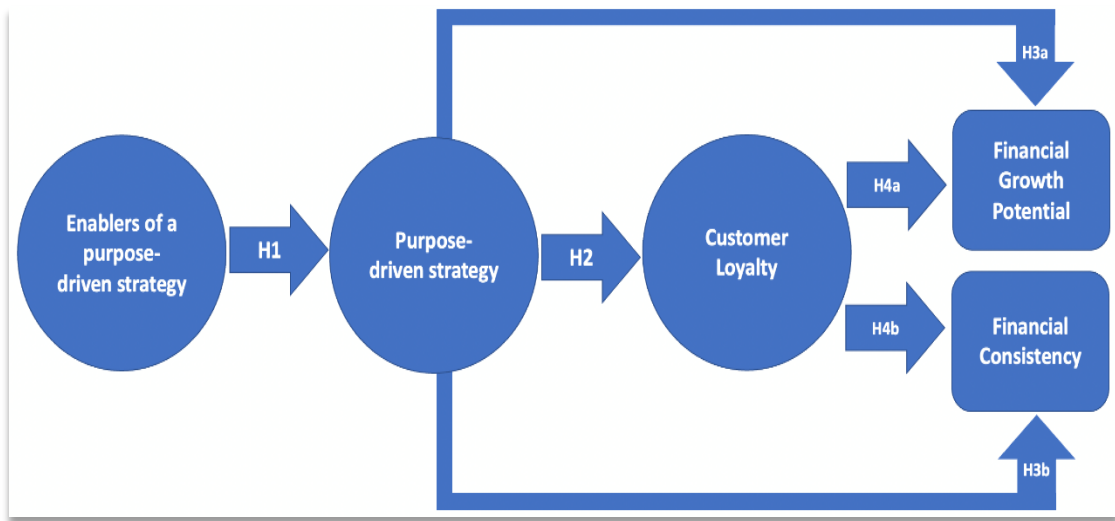 H3a
Financial
Growth
Potential
H4a
Enablers of a
purpose-
driven strategy
H1
Purpose-
driven strategy
H2
Customer
Loyalty
H4b
Financial
Consistency
H3b